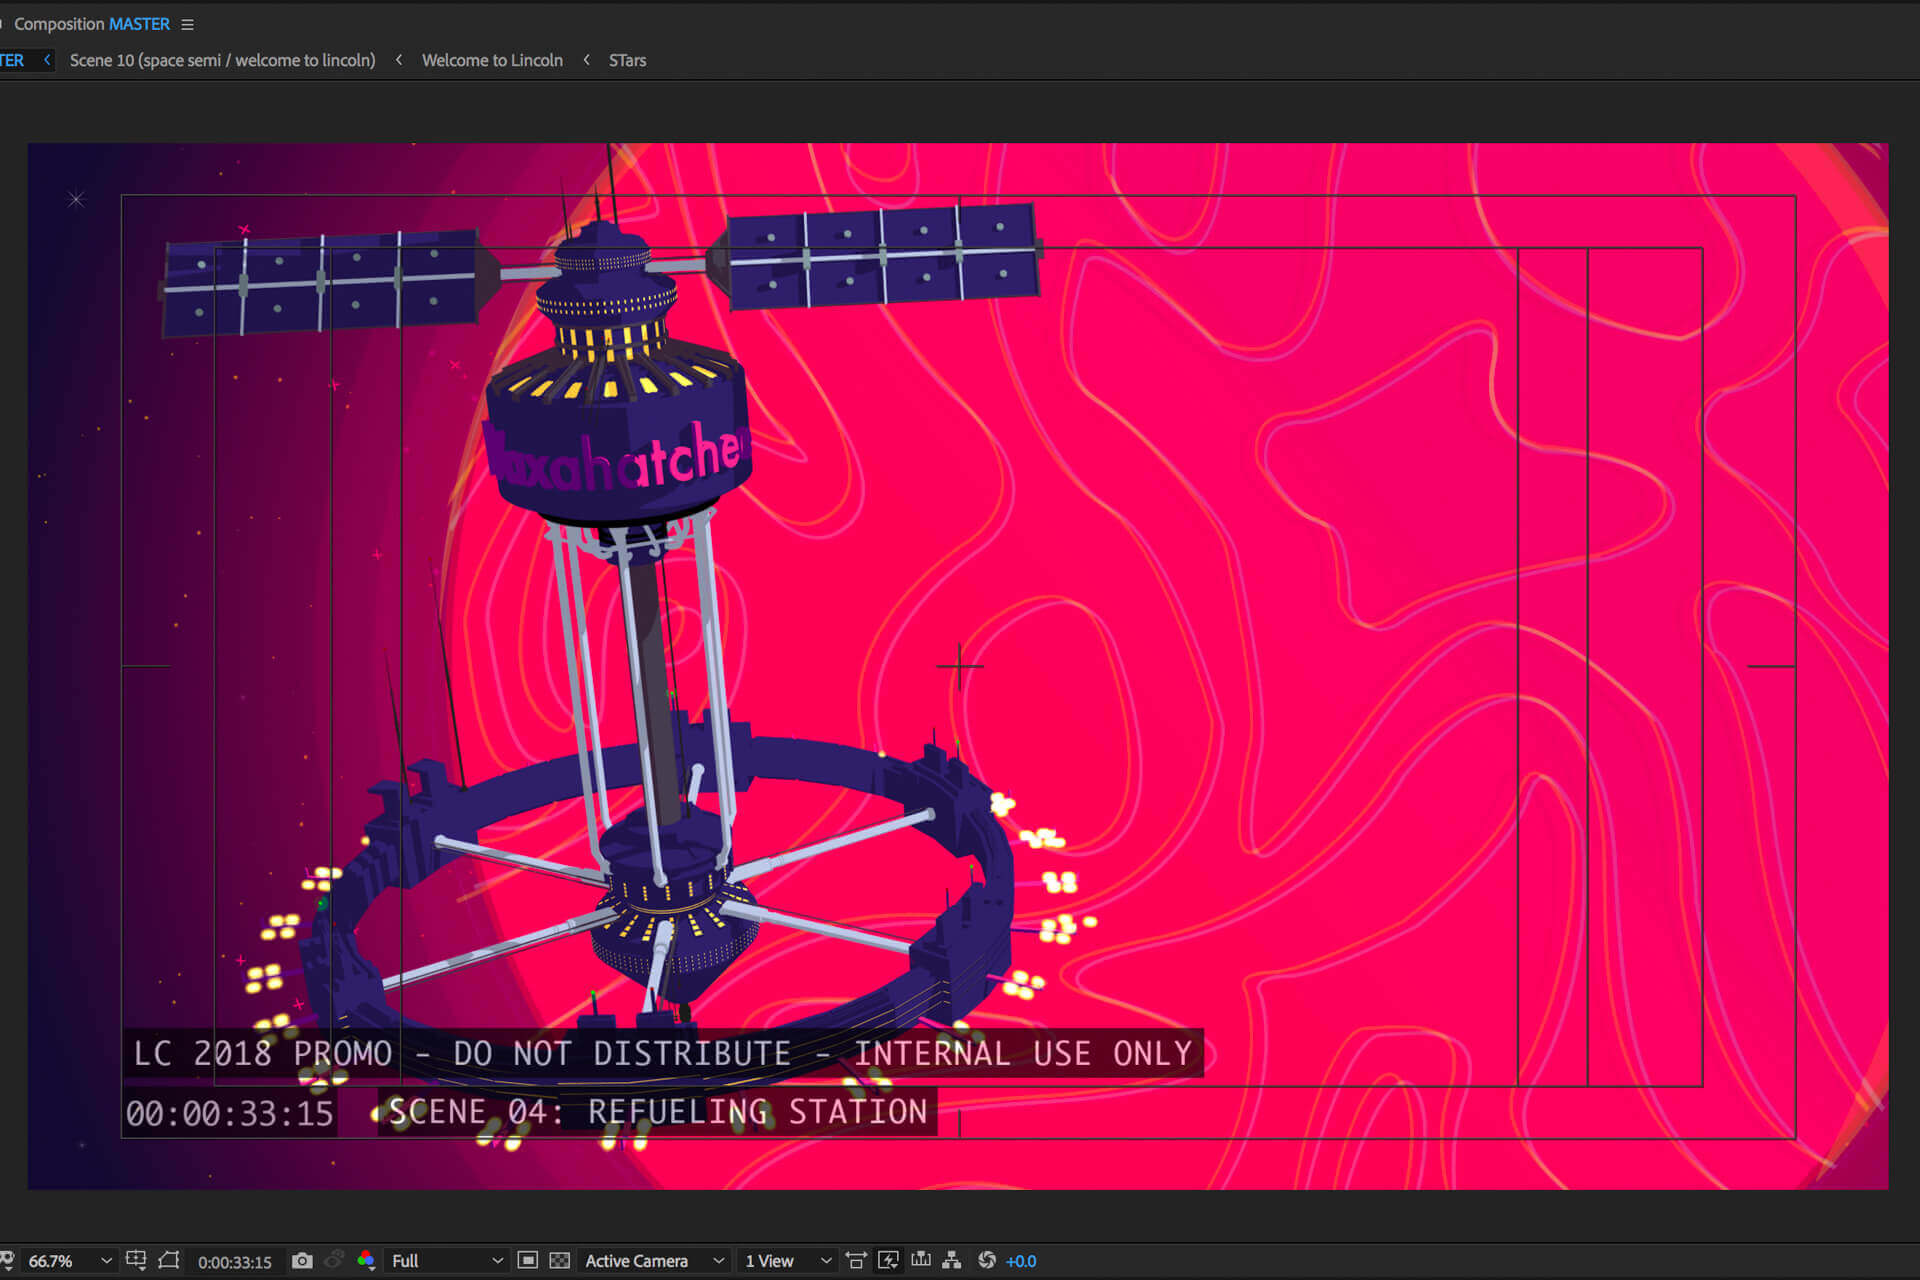 Composition MASTER
TER Scene 10 (space semi / welcome to lincoln) Welcome to Lincoln STars
LC 2018 PROMO - DO NOT DISTRIBUTE - INTERNAL USE ONLY
00:00:33:15 SCENE 04: REFUELING STATION
66.7% 0:00:33:15 Full Active Camera 1 View +0.0